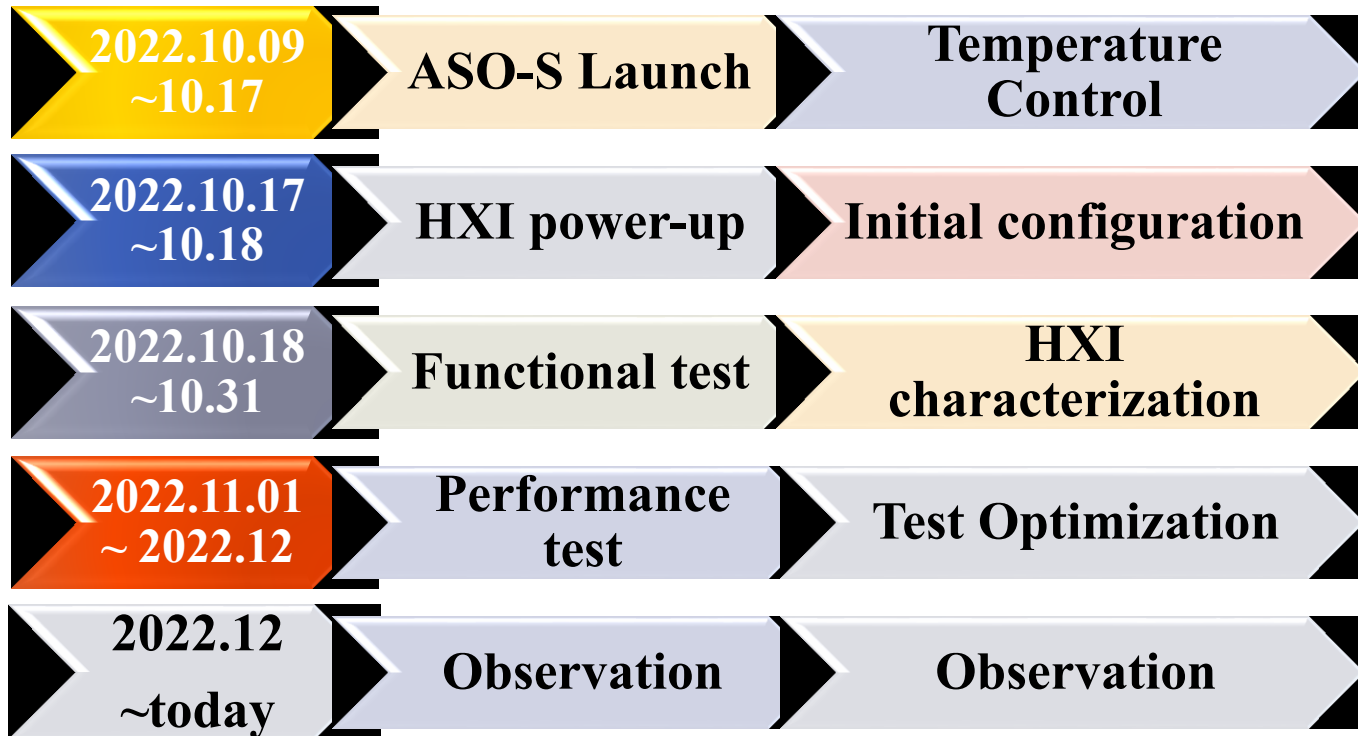 2022.10.09
~10.17
ASO-S Launch
Temperature
Control
2022.10.17
~10.18
HXI power-up
Initial configuration
2022.10.18
~10.31
Functional test
HXI
characterization
2022.11.01
~ 2022.12
Performance
test
Test Optimization
2022.12
~today
Observation
Observation